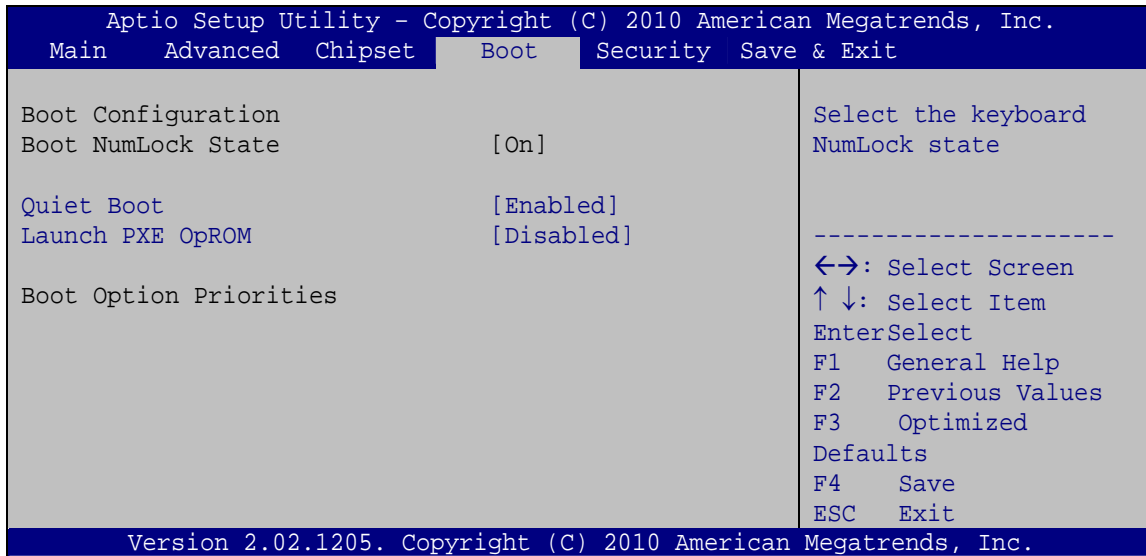 Aptio Setup Utility – Copyright (C) 2010 American Megatrends, Inc.
Main Advanced Chipset Boot Security Save & Exit
Boot Configuration
Boot NumLock State [On]
Quiet Boot [Enabled]
Launch PXE OpROM [Disabled]
Boot Option Priorities
Select the keyboard
NumLock state
---------------------
←→: Select Screen
↑ ↓: Select Item
EnterSelect
F1 General Help
F2 Previous Values
F3 Optimized
Defaults
F4 Save
ESC Exit
Version 2.02.1205. Copyright (C) 2010 American Megatrends, Inc.